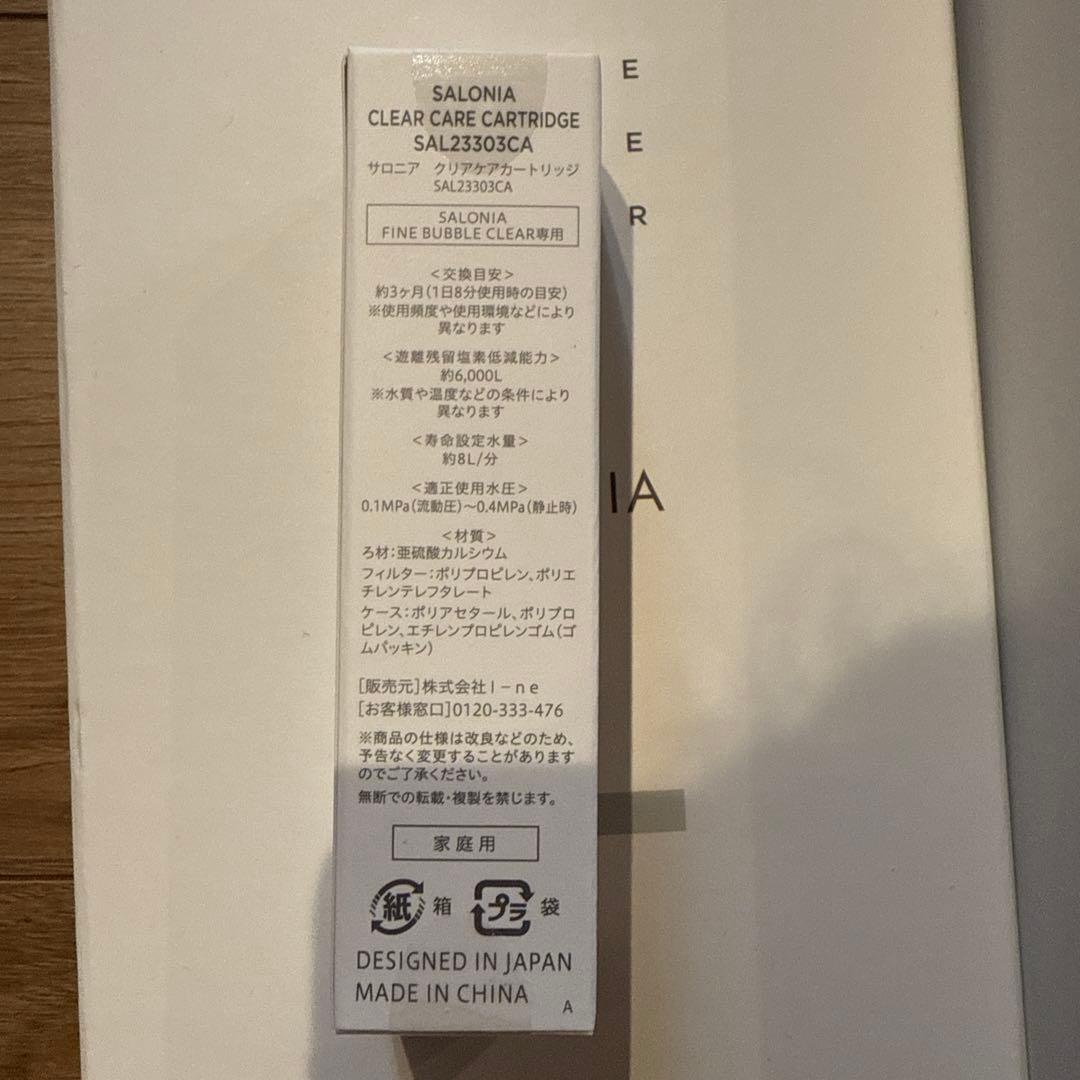 SALONIA
CLEAR CARE CARTRIDGE
SAL23303CA
サロニア クリアケアカートリッジ
SAL23303CA
SALONIA
FINE BUBBLE CLEAR専用
<交換目安>
約3ヶ月(1日8分使用時の目安)
※使用頻度や使用環境などにより
異なります
<遊離残留塩素低減能力>
約6,000L
※水質や温度などの条件により
異なります
<寿命設定水量>
約8L/分
<適正使用水圧>
0.1MPa(流動圧)~0.4MPa(静止時)
<材質>
ろ材:亜硫酸カルシウム
フィルター:ポリプロピレン、ポリエ
チレンテレフタレート
ケース:ポリアセタール、ポリプロ
ピレン、エチレンプロピレンゴム(ゴ
ムパッキン)
[販売元]株式会社I-ne
[お客様窓口]0120-333-476
※商品の仕様は改良などのため、
予告なく変更することがあります
のでご了承ください。
無断での転載・複製を禁じます。
家庭用
紙 箱 プラ 袋
DESIGNED IN JAPAN
MADE IN CHINA
A
E
E
R
IA